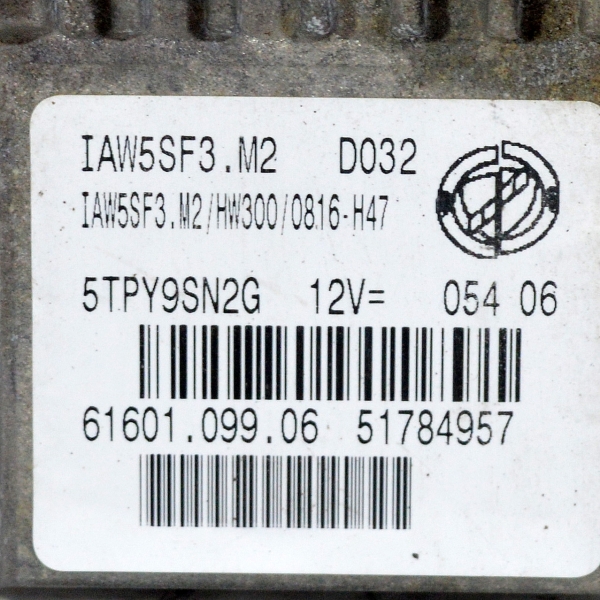 IAW5SF3.M2 D032
IAW5SF3.M2/HW300/0816-H47
5TPY9SN2G 12V= 054 06
61601.099.06 51784957